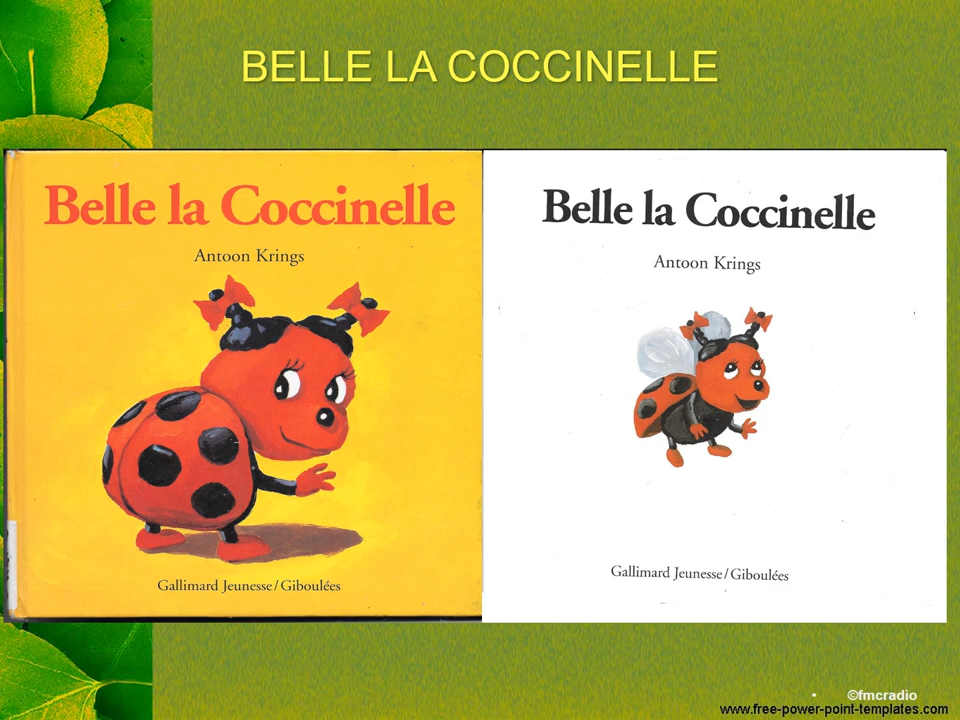 BELLE LA COCCINELLE
Belle la Coccinelle
Antoon Krings
Gallimard Jeunesse/Giboulées
Belle la Coccinelle
Antoon Krings
Gallimard Jeunesse/Giboulées
• ©fmcradio
www.free-power-point-templates.com